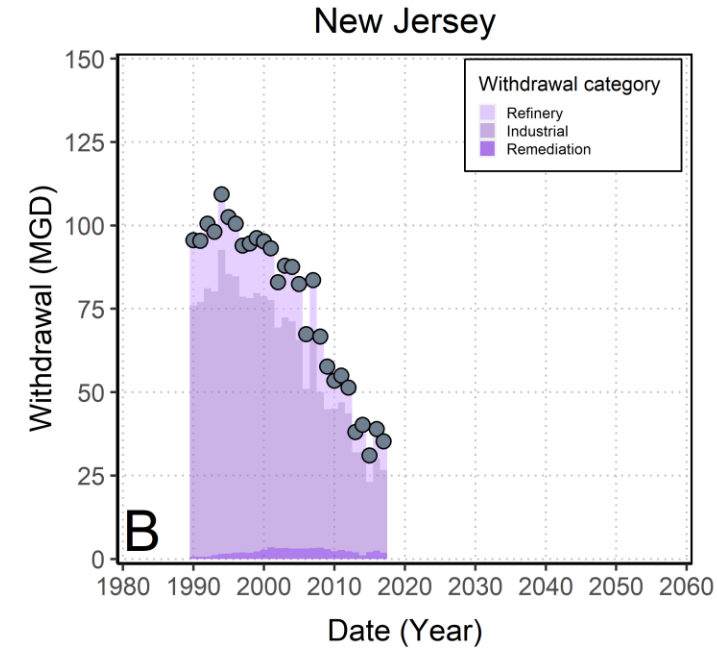 New Jersey
Withdrawal (MGD)
150
125
100
75
50
25
0
Withdrawal category
Refinery
Industrial
Remediation
B
1980 1990 2000 2010 2020 2030 2040 2050 2060
Date (Year)